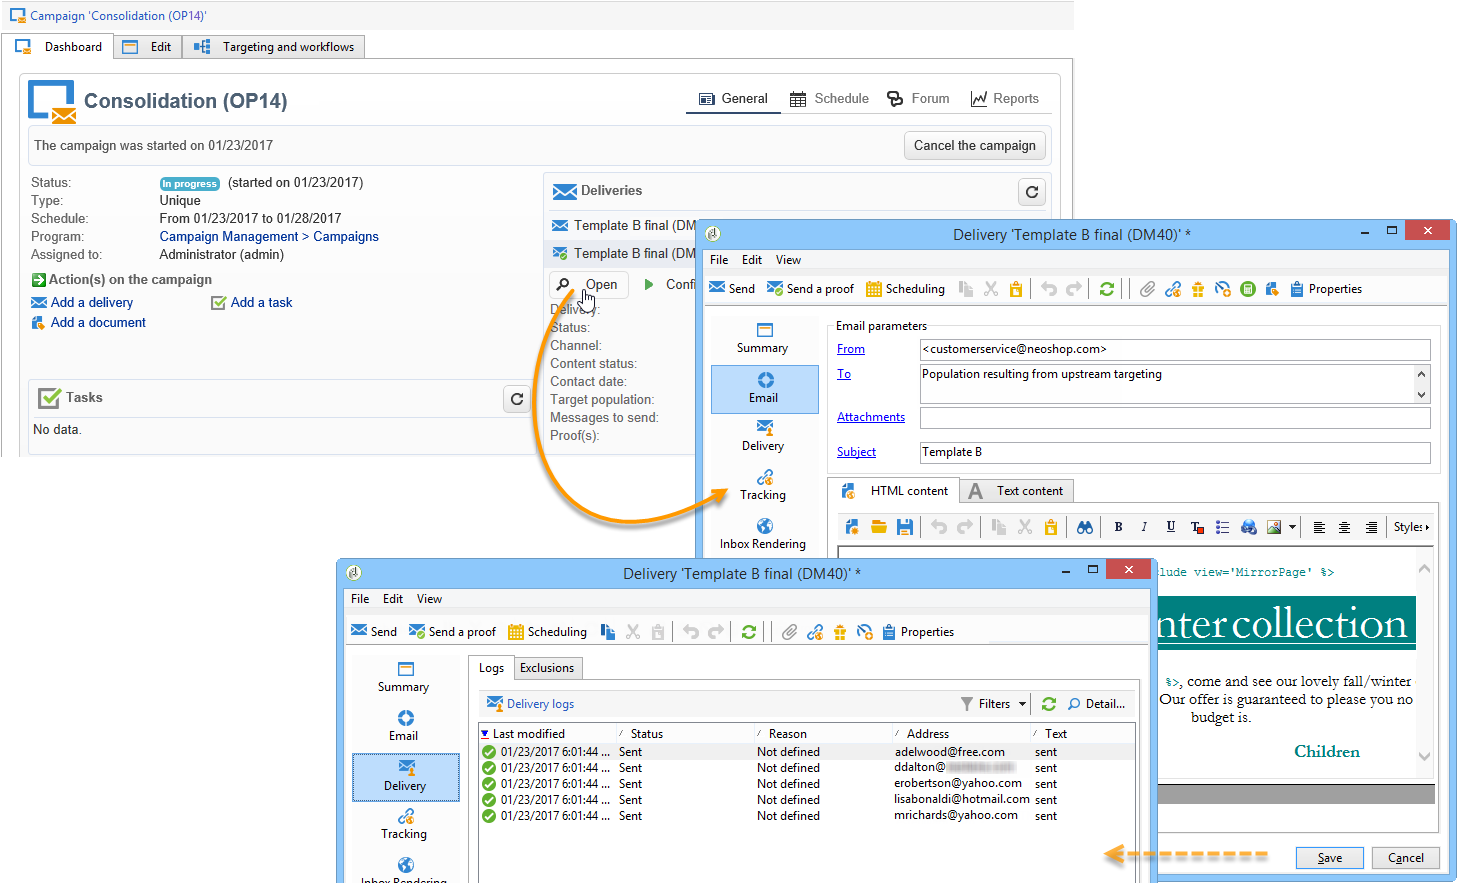 Campaign 'Consolidation (OP14)'
Dashboard Edit Targeting and workflows
Consolidation (OP14)
General Schedule Forum Reports
The campaign was started on 01/23/2017 Cancel the campaign
Status: In progress (started on 01/23/2017)
Type: Unique
Schedule: From 01/23/2017 to 01/28/2017
Program: Campaign Management > Campaigns
Assigned to: Administrator (admin)
Action(s) on the campaign
Add a delivery Add a task
Add a document
Tasks
No data.
Deliveries
Template B final (DM
Template B final (DM
Open Confi
Delivery:
Status:
Channel:
Content status:
Contact date:
Target population:
Messages to send:
Proof(s):
Delivery 'Template B final (DM40)' *
File Edit View
Send Send a proof Scheduling Properties
Summary
Email
Delivery
Tracking
Inbox Rendering
Email parameters
From <customerservice@neoshop.com>
To Population resulting from upstream targeting
Attachments
Subject Template B
HTML content Text content
B I U T Styles
lude view='MirrorPage' %>
nter collection
%>, come and see our lovely fall/winter
Our offer is guaranteed to please you no
budget is.
Children
Save Cancel
Delivery 'Template B final (DM40)' *
File Edit View
Send Send a proof Scheduling Properties
Summary
Email
Delivery
Tracking
Inbox Rendering
Logs Exclusions
Delivery logs Filters Detail...
Last modified Status Reason Address Text
01/23/2017 6:01:44 ... Sent Not defined adelwood@free.com sent
01/23/2017 6:01:44 ... Sent Not defined ddalton@ sent
01/23/2017 6:01:44 ... Sent Not defined erobertson@yahoo.com sent
01/23/2017 6:01:44 ... Sent Not defined lisabonaldi@hotmail.com sent
01/23/2017 6:01:44 ... Sent Not defined mrichards@yahoo.com sent